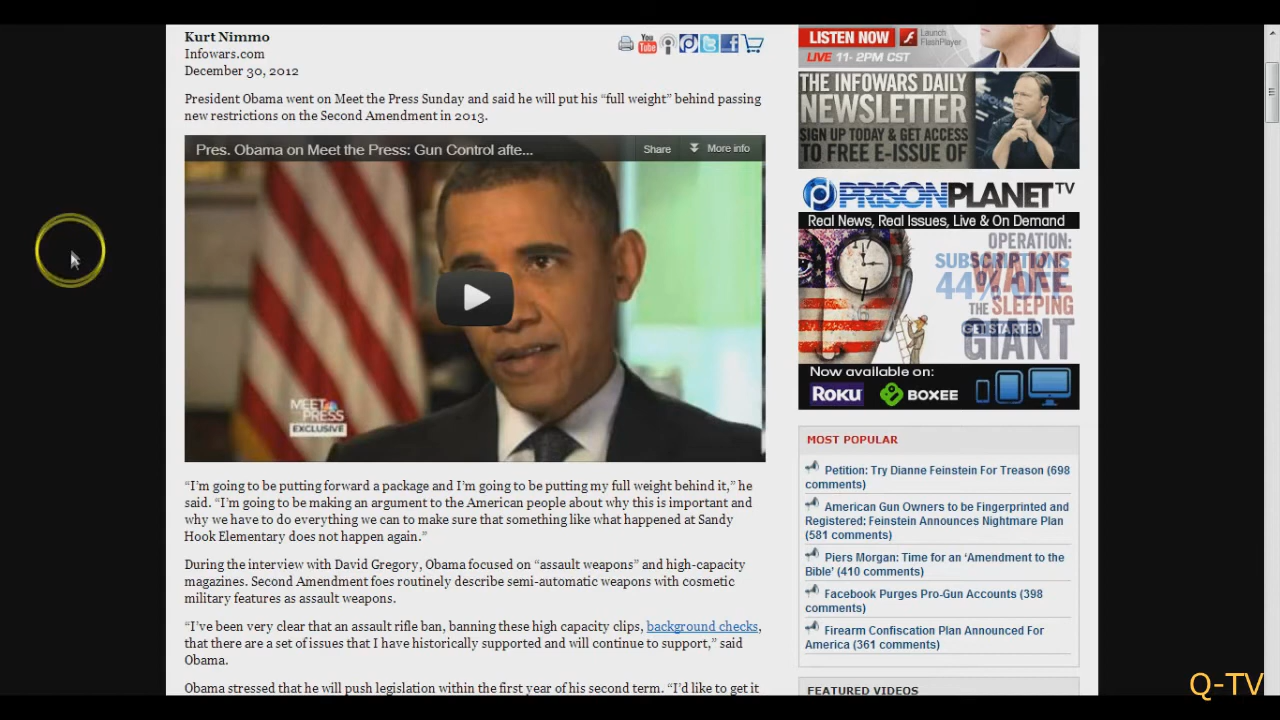 Kurt Nimmo
Infowars.com
December 30, 2012
President Obama went on Meet the Press Sunday and said he will put his “full weight” behind passing
new restrictions on the Second Amendment in 2013.
Pres. Obama on Meet the Press: Gun Control afte...
Share
More info
MEET
PRESS
EXCLUSIVE
“I’m going to be putting forward a package and I’m going to be putting my full weight behind it,” he
said. “I’m going to be making an argument to the American people about why this is important and
why we have to do everything we can to make sure that something like what happened at Sandy
Hook Elementary does not happen again.”
During the interview with David Gregory, Obama focused on “assault weapons” and high-capacity
magazines. Second Amendment foes routinely describe semi-automatic weapons with cosmetic
military features as assault weapons.
“I’ve been very clear that an assault rifle ban, banning these high capacity clips, background checks,
that there are a set of issues that I have historically supported and will continue to support,” said
Obama.
Obama stressed that he will push legislation within the first year of his second term. “I’d like to get it
LISTEN NOW
Launch
FlashPlayer
LIVE 11- 2PM CST
THE INFOWARS DAILY
NEWSLETTER
SIGN UP TODAY & GET ACCESS
TO FREE E-ISSUE OF
PRISONPLANET TV
Real News, Real Issues, Live & On Demand
OPERATION:
SUBSCRIPTIONS
WAKE
44% OFF
THE SLEEPING
GET STARTED
GIANT
Now available on:
ROKU
BOXEE
MOST POPULAR
Petition: Try Dianne Feinstein For Treason (698
comments)
American Gun Owners to be Fingerprinted and
Registered: Feinstein Announces Nightmare Plan
(581 comments)
Piers Morgan: Time for an ‘Amendment to the
Bible’ (410 comments)
Facebook Purges Pro-Gun Accounts (398
comments)
Firearm Confiscation Plan Announced For
America (361 comments)
FEATURED VIDEOS
Q-TV